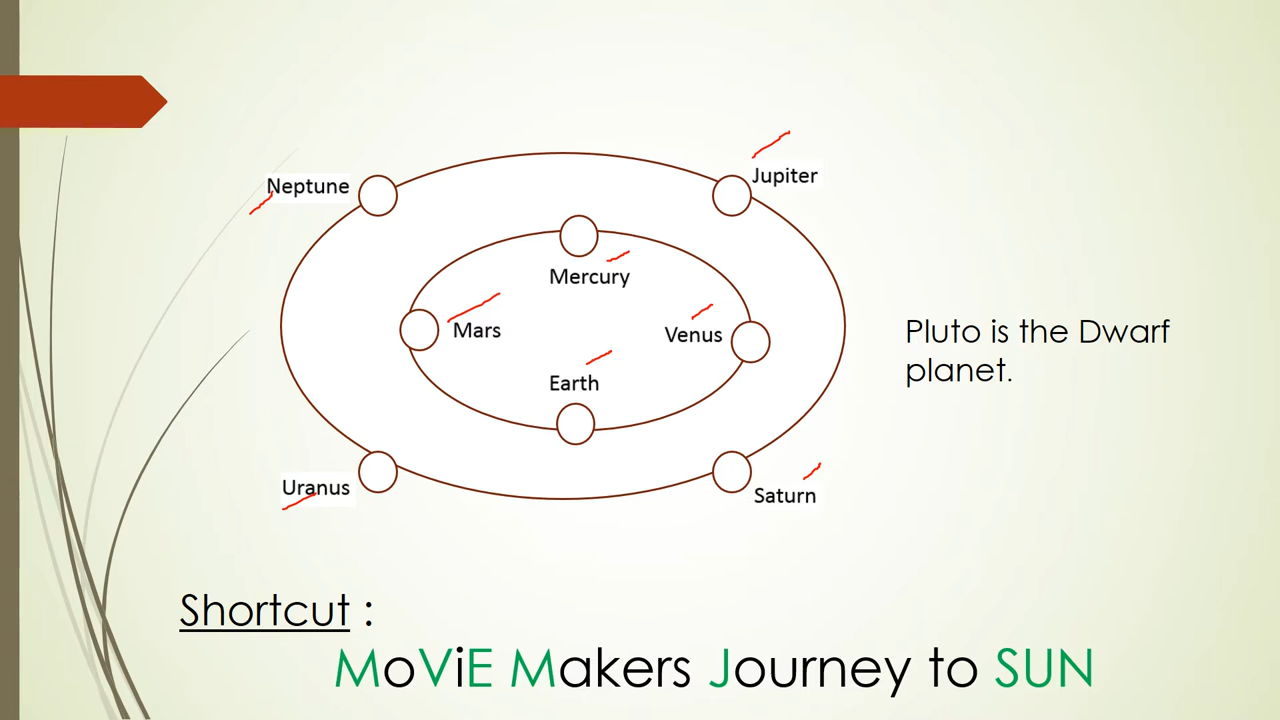 Neptune
Jupiter
Mercury
Mars
Venus
Earth
Uranus
Saturn
Pluto is the Dwarf
planet.
Shortcut :
MoViE Makers Journey to SUN